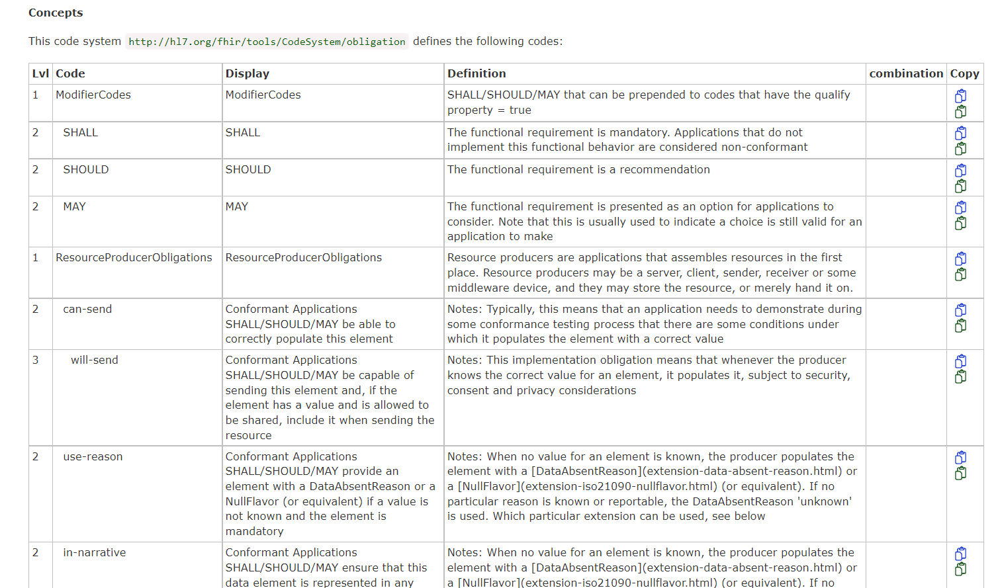 Concepts
This code system http://hl7.org/fhir/tools/CodeSystem/obligation defines the following codes:
Lvl Code Display Definition combination Copy
1 ModifierCodes ModifierCodes SHALL/SHOULD/MAY that can be prepended to codes that have the qualify
property = true
2 SHALL SHALL The functional requirement is mandatory. Applications that do not
implement this functional behavior are considered non-conformant
2 SHOULD SHOULD The functional requirement is a recommendation
2 MAY MAY The functional requirement is presented as an option for applications to
consider. Note that this is usually used to indicate a choice is still valid for an
application to make
1 ResourceProducerObligations ResourceProducerObligations Resource producers are applications that assembles resources in the first
place. Resource producers may be a server, client, sender, receiver or some
middleware device, and they may store the resource, or merely hand it on.
2 can-send Conformant Applications Notes: Typically, this means that an application needs to demonstrate during
SHALL/SHOULD/MAY be able to some conformance testing process that there are some conditions under
correctly populate this element which it populates the element with a correct value
3 will-send Conformant Applications Notes: This implementation obligation means that whenever the producer
SHALL/SHOULD/MAY be capable of knows the correct value for an element, it populates it, subject to security,
sending this element and, if the consent and privacy considerations
element has a value and is allowed to
be shared, include it when sending the
resource
2 use-reason Conformant Applications Notes: When no value for an element is known, the producer populates the
SHALL/SHOULD/MAY provide an element with a [DataAbsentReason](extension-data-absent-reason.html) or
element with a DataAbsentReason or a a [NullFlavor](extension-iso21090-nullflavor.html) (or equivalent). If no
NullFlavor (or equivalent) if a value is particular reason is known or reportable, the DataAbsentReason 'unknown'
not known and the element is is used. Which particular extension can be used, see below
mandatory
2 in-narrative Conformant Applications Notes: When no value for an element is known, the producer populates the
SHALL/SHOULD/MAY ensure that this element with a [DataAbsentReason](extension-data-absent-reason.html) or
data element is represented in any a [NullFlavor](extension-iso21090-nullflavor.html) (or equivalent). If no